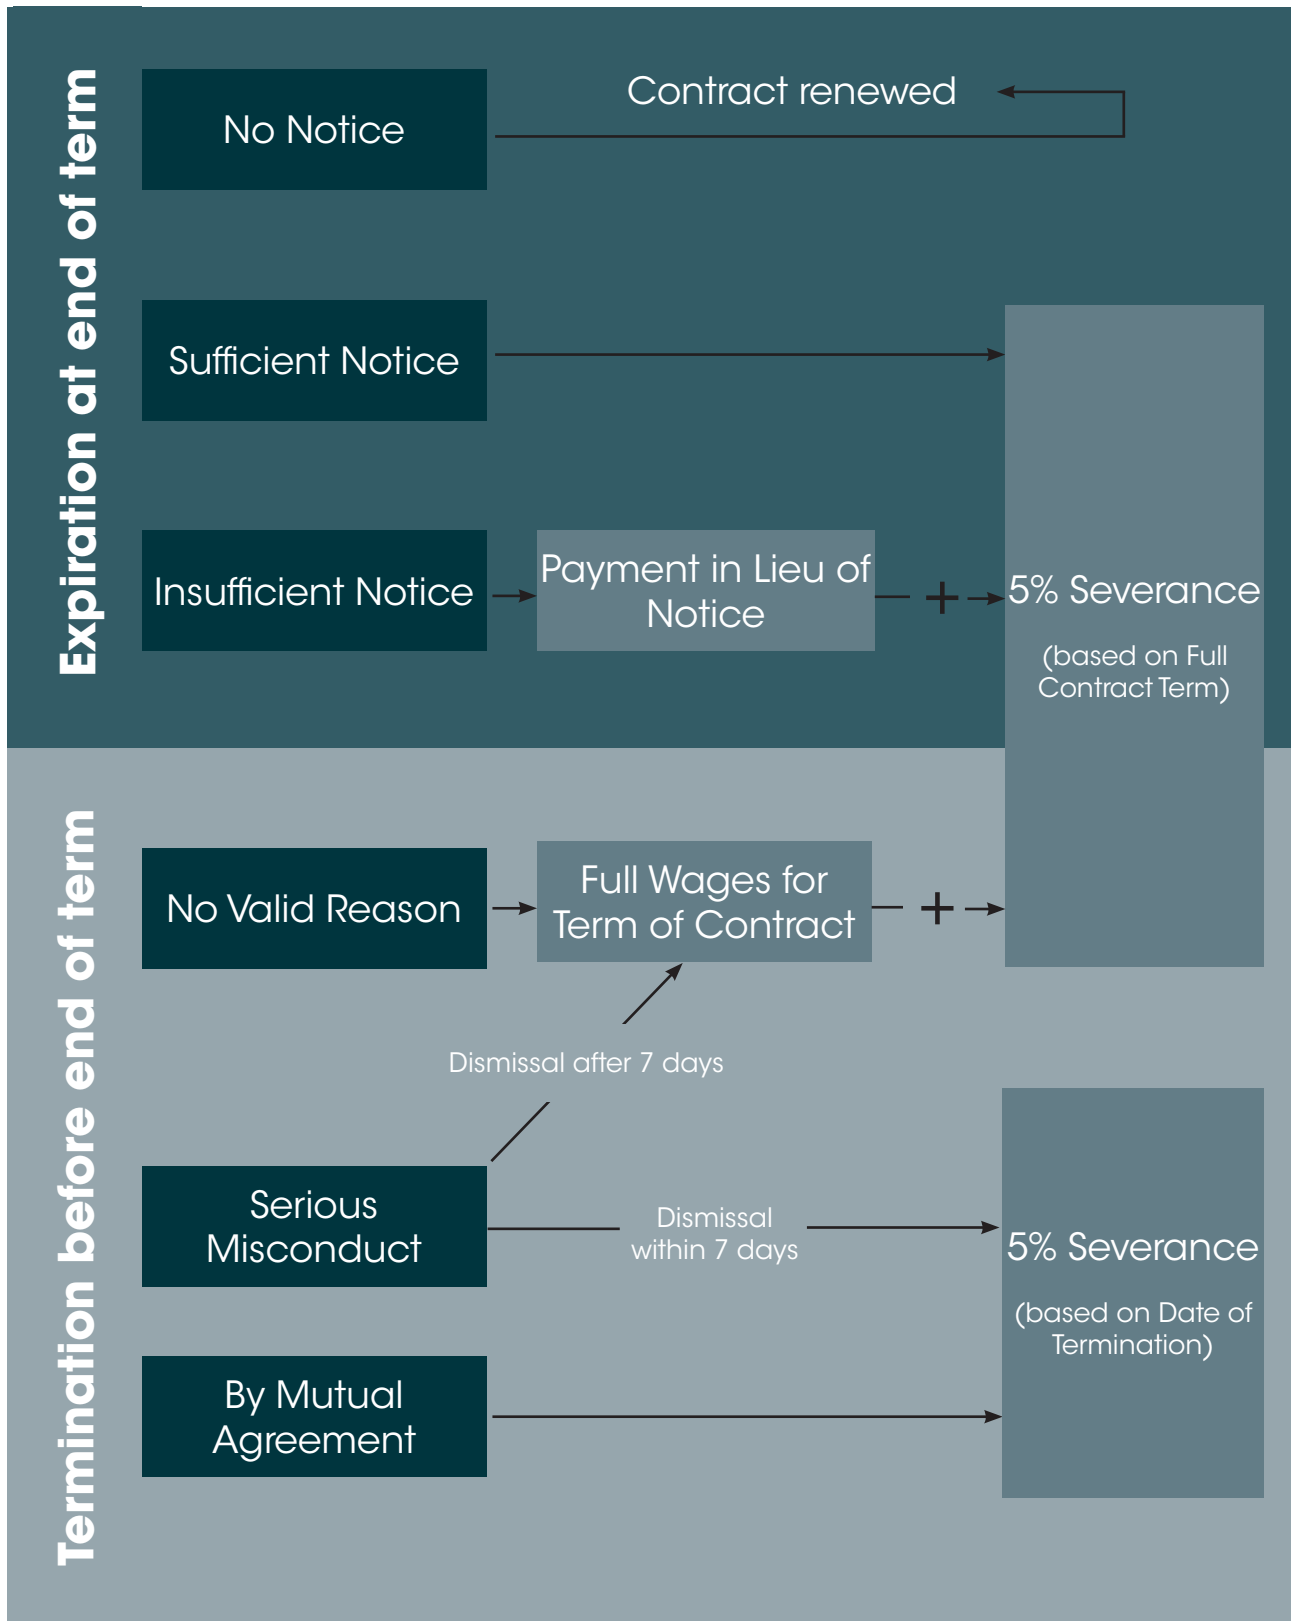 Expiration at end of term
No Notice
Contract renewed
Sufficient Notice
Insufficient Notice
Payment in Lieu of
Notice
+
5% Severance
(based on Full
Contract Term)
Termination before end of term
No Valid Reason
Full Wages for
Term of Contract
+
Dismissal after 7 days
Serious
Misconduct
Dismissal
within 7 days
5% Severance
(based on Date of
Termination)
By Mutual
Agreement